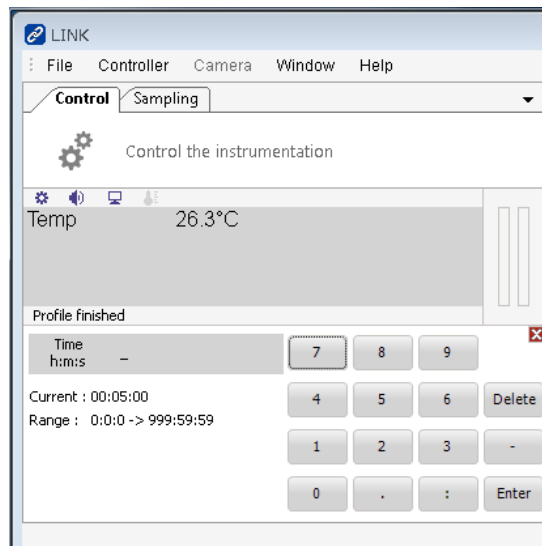 LINK
File Controller Camera Window Help
Control Sampling
Control the instrumentation
Temp 26.3°C
Profile finished
Time
h:m:s –
7 8 9
Current : 00:05:00
4 5 6 Delete
Range : 0:0:0 -> 999:59:59
1 2 3 -
0 . : Enter